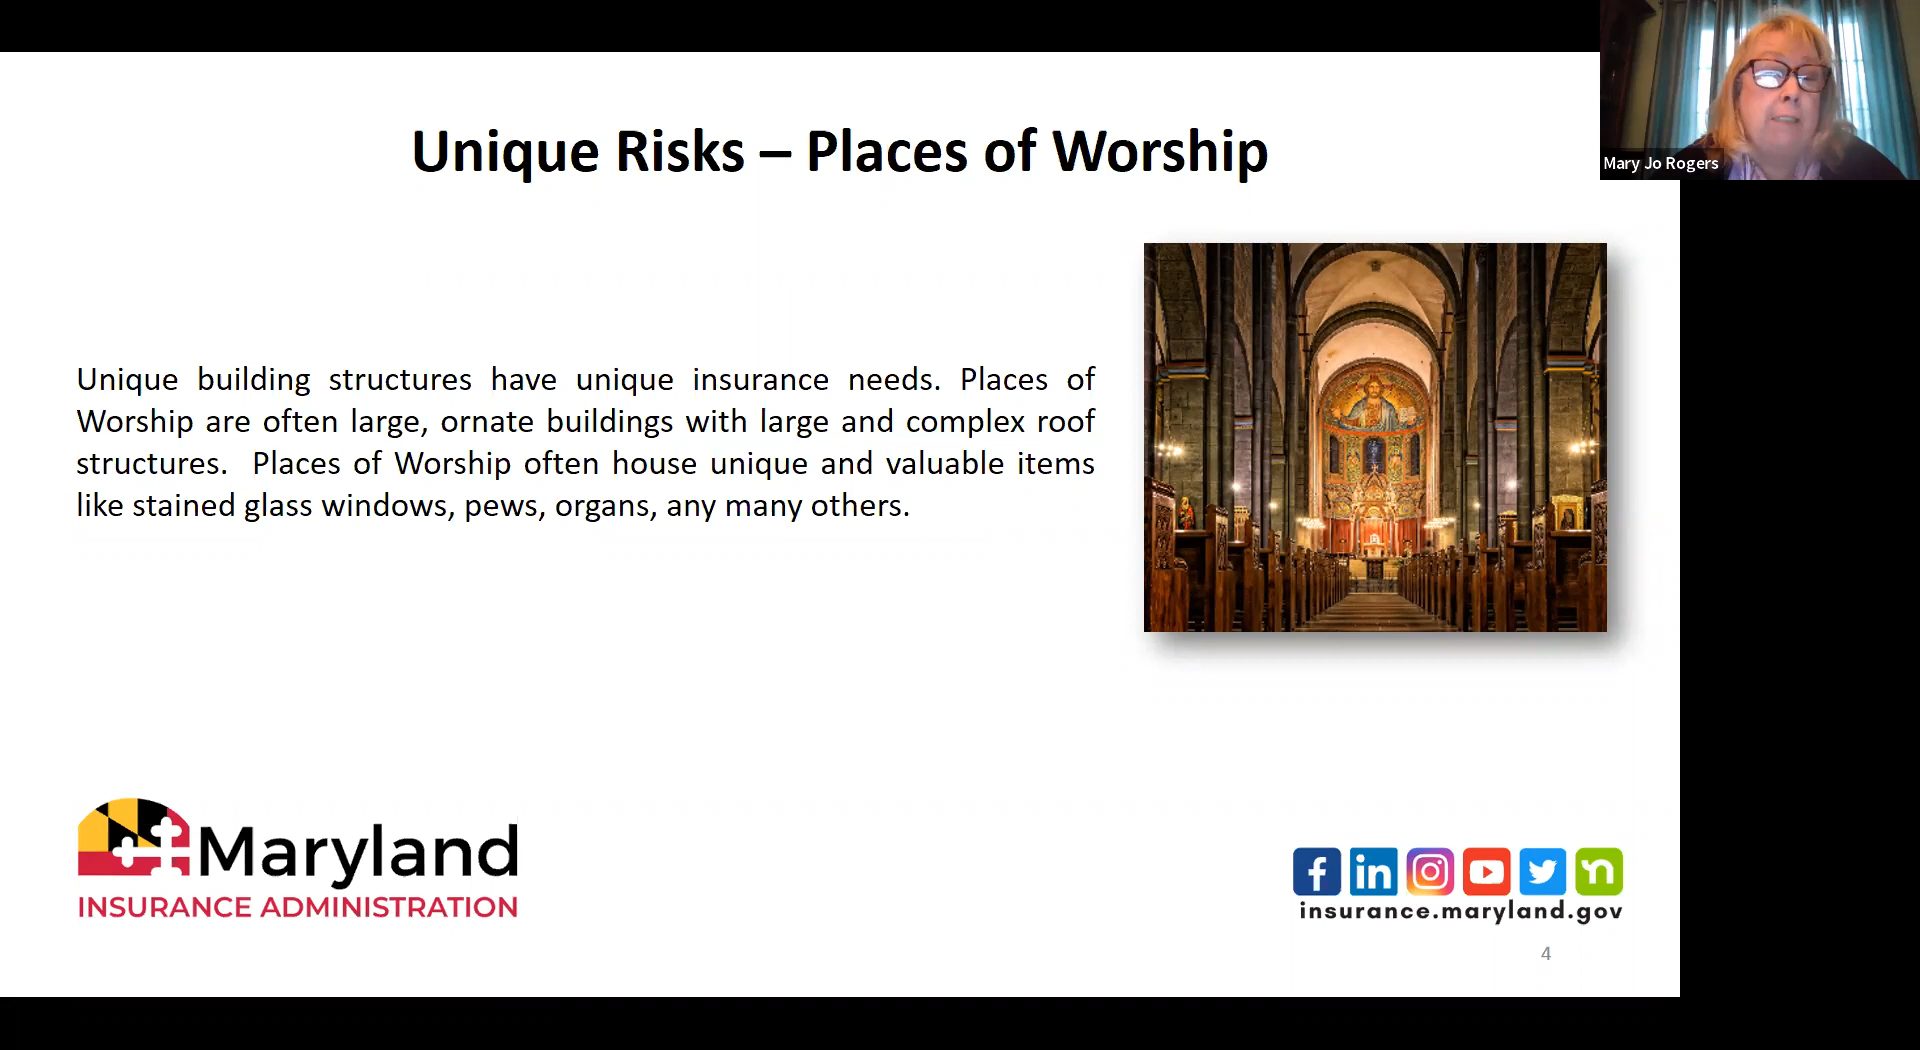 Unique Risks – Places of Worship
Mary Jo Rogers
Unique building structures have unique insurance needs. Places of
Worship are often large, ornate buildings with large and complex roof
structures.  Places of Worship often house unique and valuable items
like stained glass windows, pews, organs, any many others.
Maryland
INSURANCE ADMINISTRATION
insurance.maryland.gov
4